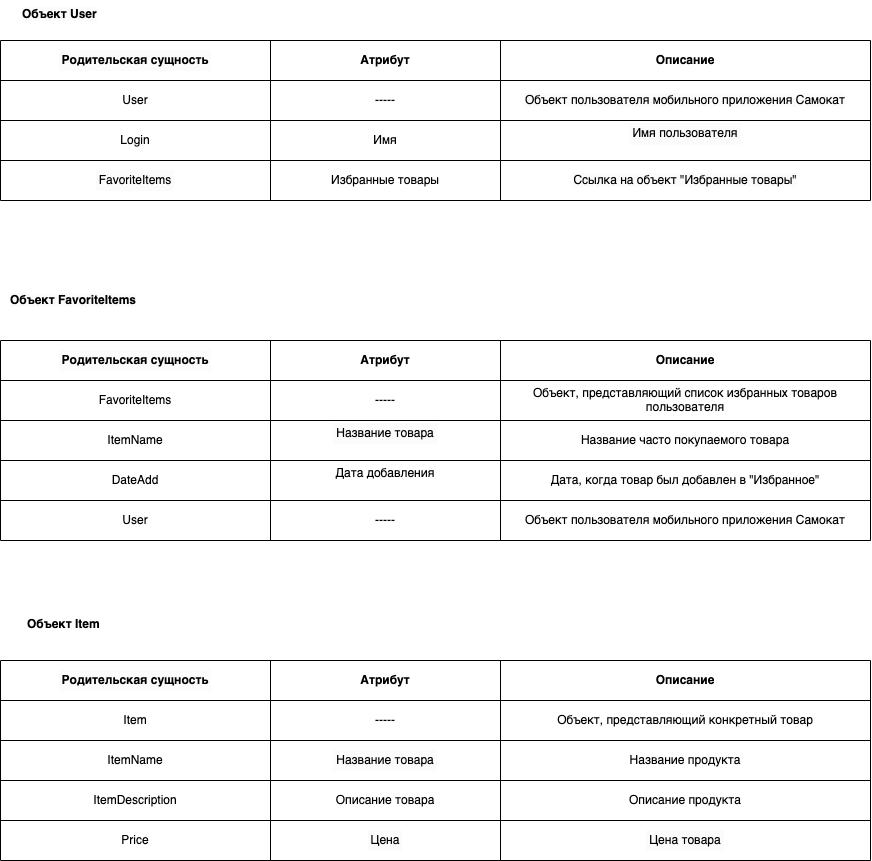 Объект User
Родительская сущность Атрибут Описание
User ----- Объект пользователя мобильного приложения Самокат
Login Имя Имя пользователя
FavoriteItems Избранные товары Ссылка на объект "Избранные товары"
Объект FavoriteItems
Родительская сущность Атрибут Описание
FavoriteItems ----- Объект, представляющий список избранных товаров
пользователя
ItemName Название товара Название часто покупаемого товара
DateAdd Дата добавления Дата, когда товар был добавлен в "Избранное"
User ----- Объект пользователя мобильного приложения Самокат
Объект Item
Родительская сущность Атрибут Описание
Item ----- Объект, представляющий конкретный товар
ItemName Название товара Название продукта
ItemDescription Описание товара Описание продукта
Price Цена Цена товара